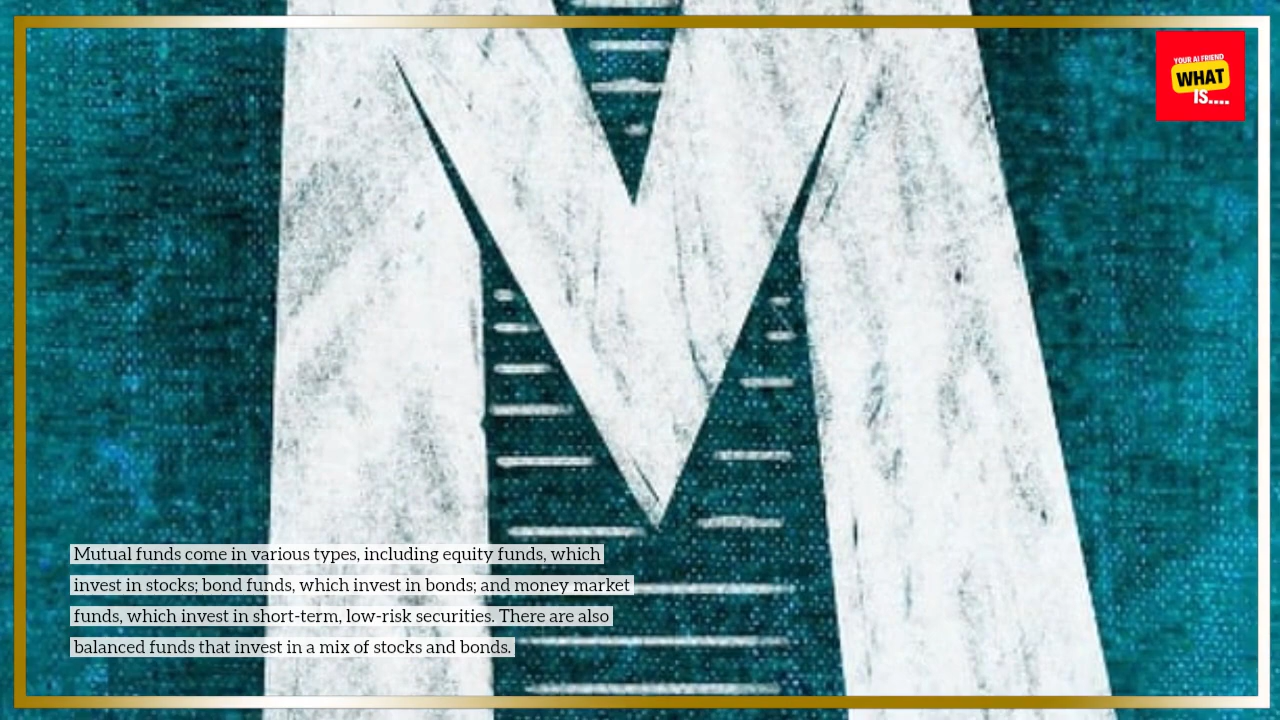 M
YOUR AI FRIEND
WHAT
IS....
Mutual funds come in various types, including equity funds, which
invest in stocks; bond funds, which invest in bonds; and money market
funds, which invest in short-term, low-risk securities. There are also
balanced funds that invest in a mix of stocks and bonds.